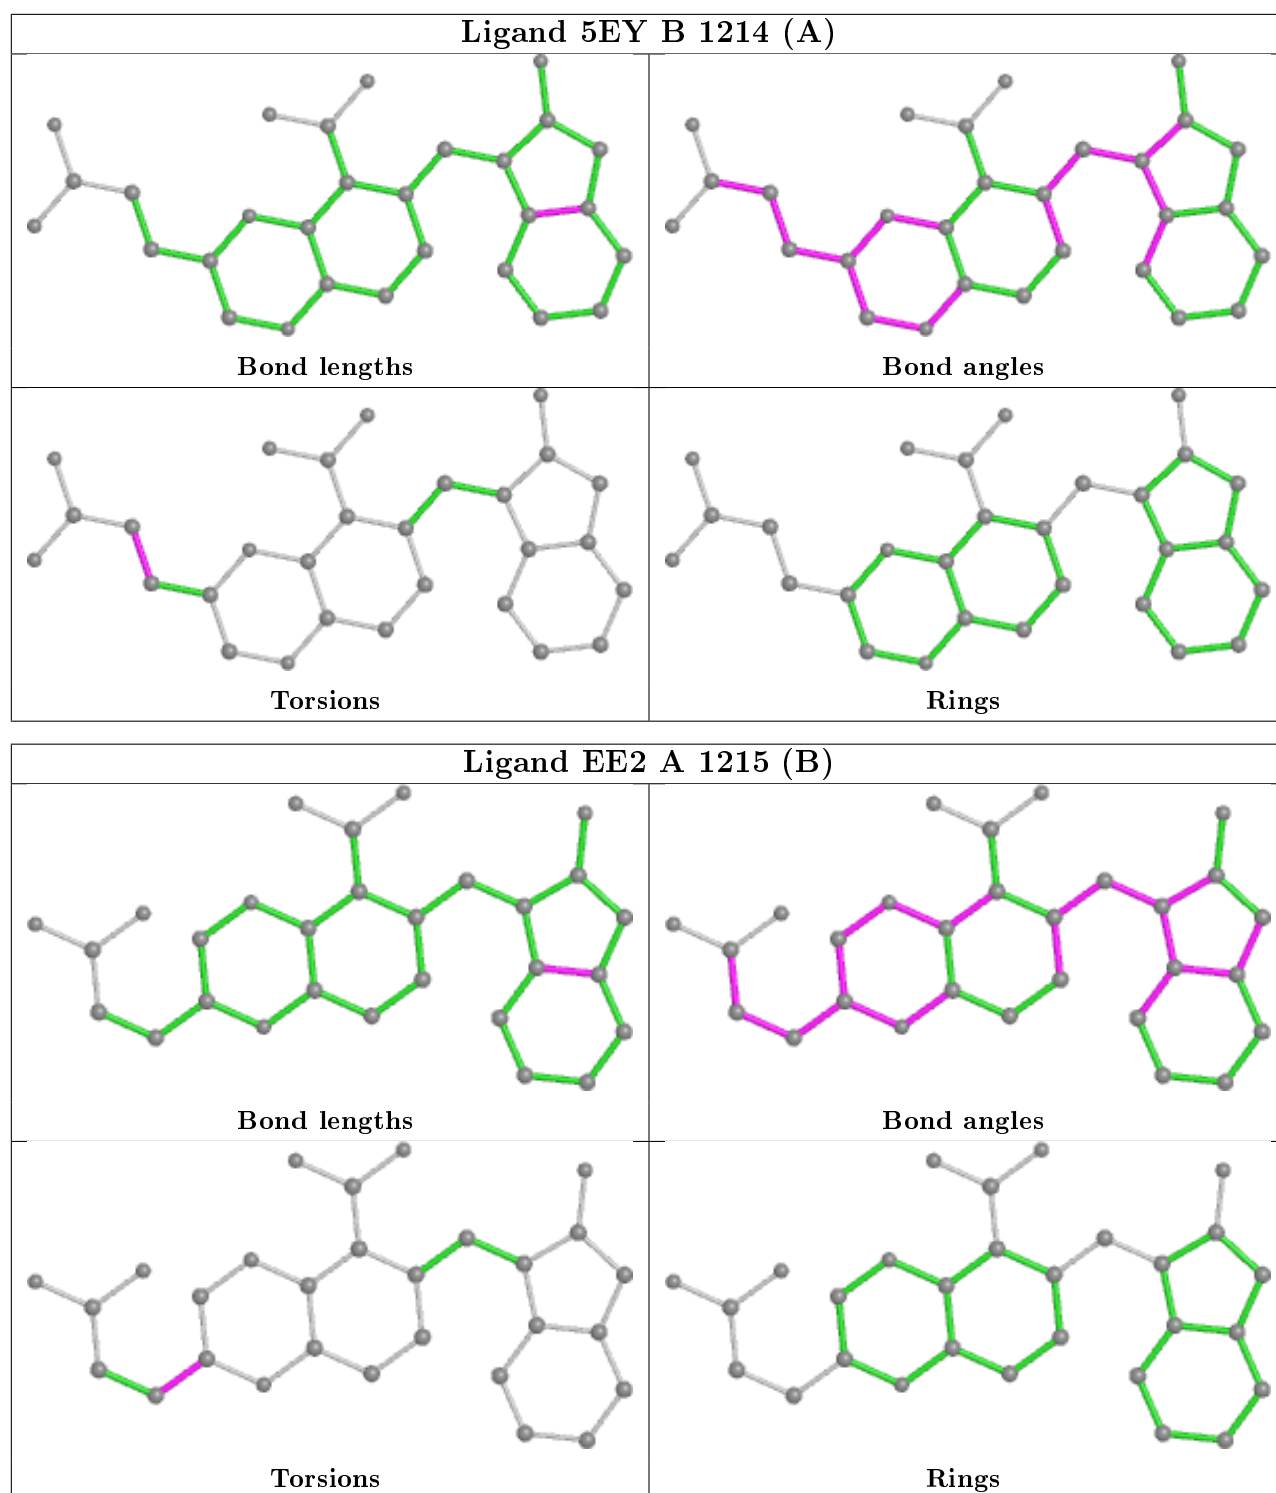 Ligand 5EY B 1214 (A)
Bond lengths
Bond angles
Torsions
Rings
Ligand EE2 A 1215 (B)
Bond lengths
Bond angles
Torsions
Rings